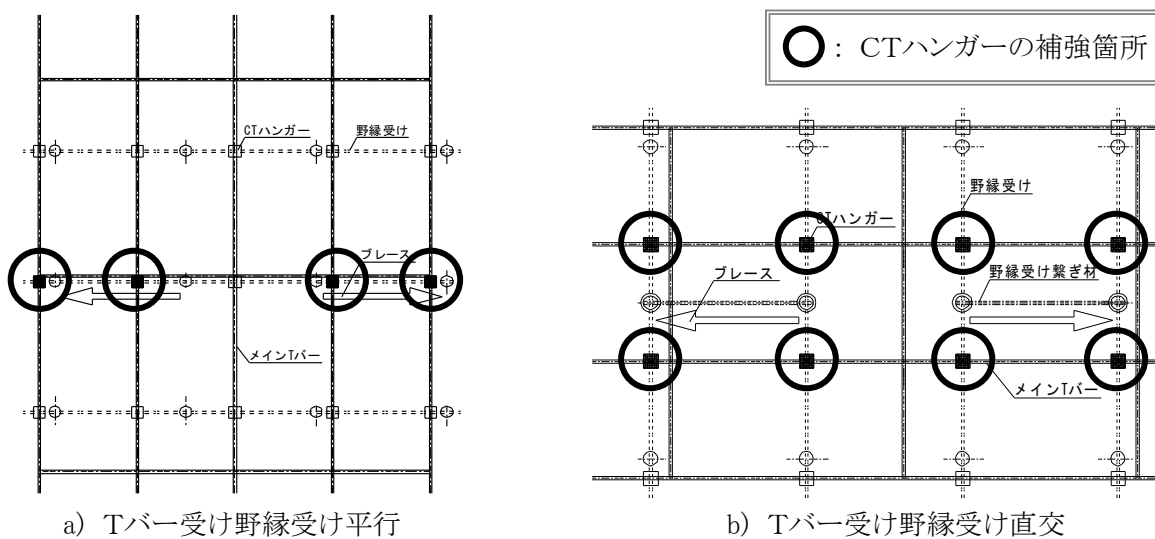 ○: CTハンガーの補強箇所
CTハンガー
野縁受け
ブレース
メインTバー
a) Tバー受け野縁受け平行
野縁受け
CTハンガー
ブレース
野縁受け繋ぎ材
メインTバー
b) Tバー受け野縁受け直交